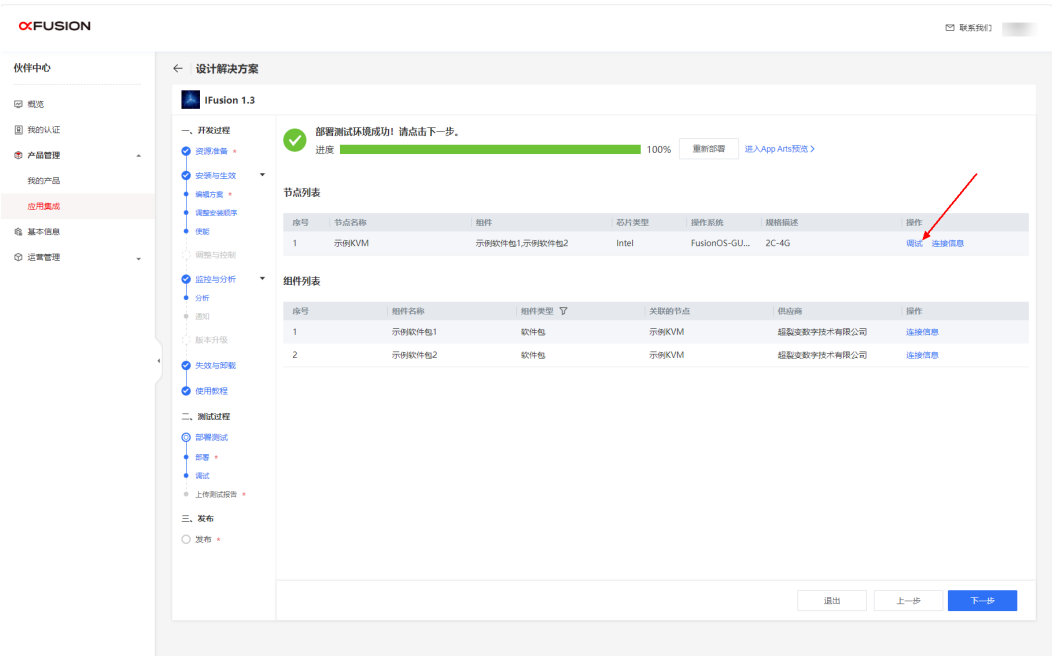 XFUSION
联系我们
伙伴中心
概览
我的认证
产品管理
我的产品
应用集成
基本信息
运营管理
设计解决方案
IFusion 1.3
一、开发过程
资源准备 *
安装与生效
编辑方案 *
调整安装顺序
使能
调整与控制
监控与分析
分析
通知
版本升级
失效与卸载
使用教程
二、测试过程
部署测试
部署 *
调试
上传测试报告 *
三、发布
发布 *
部署测试环境成功！请点击下一步。
进度 100% 重新部署 进入App Arts预览
节点列表
序号 节点名称 组件 芯片类型 操作系统 规格描述 操作
1 示例KVM 示例软件包1,示例软件包2 Intel FusionOS-GU... 2C-4G 调试 连接信息
组件列表
序号 组件名称 组件类型 关联的节点 供应商 操作
1 示例软件包1 软件包 示例KVM 超裂变数字技术有限公司 连接信息
2 示例软件包2 软件包 示例KVM 超裂变数字技术有限公司 连接信息
退出 上一步 下一步